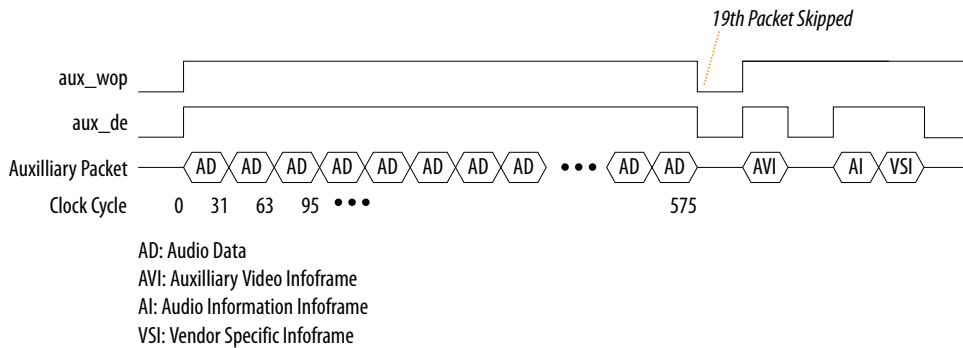 19th Packet Skipped
aux_wop
aux_de
Auxilliary Packet AD AD AD AD AD AD AD AD ••• AD AD AVI AI VSI
Clock Cycle 0 31 63 95 ••• 575
AD: Audio Data
AVI: Auxilliary Video Infoframe
AI: Audio Information Infoframe
VSI: Vendor Specific Infoframe